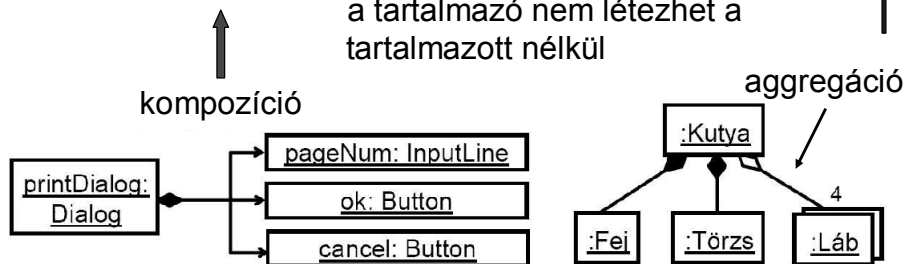 a tartalmazó nem létezhet a
tartalmazott nélkül
kompozíció
aggregáció
printDialog:
Dialog
pageNum: InputLine
ok: Button
cancel: Button
:Kutya
4
:Fej
:Törzs
:Láb